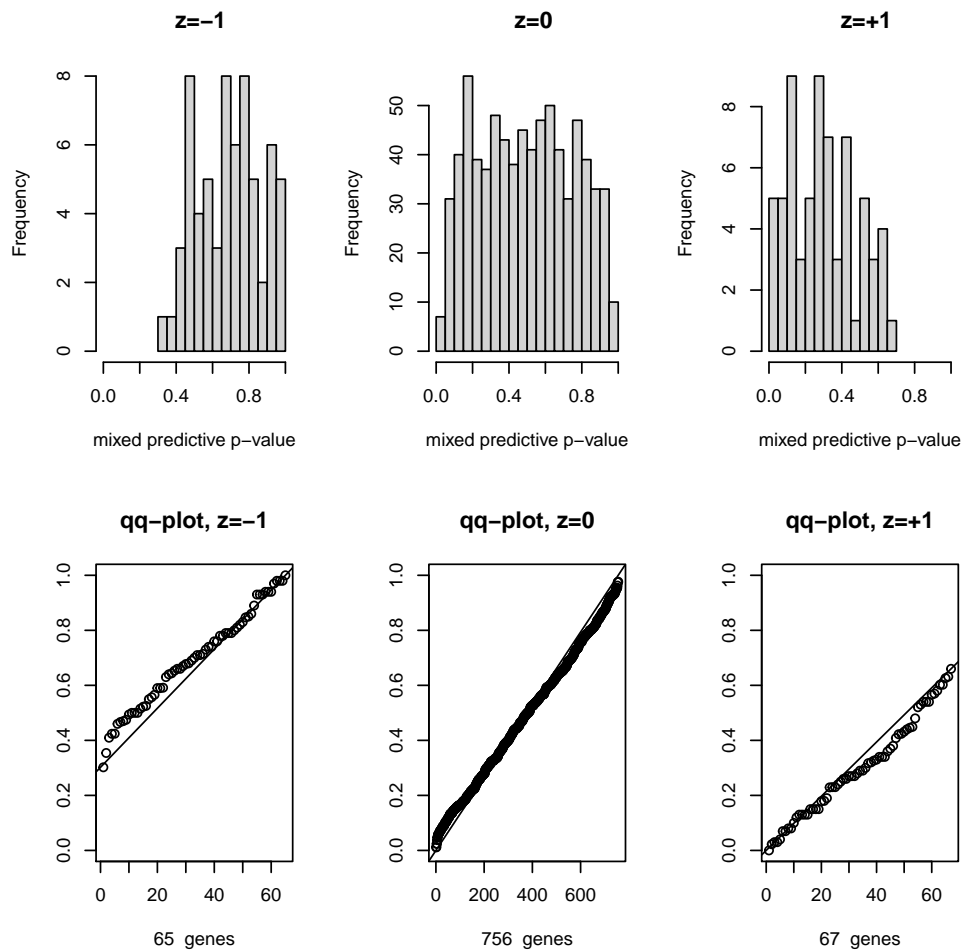 z=−1
z=0
z=+1
Frequency
0 2 4 6 8
0.0 0.4 0.8
mixed predictive p−value
Frequency
0 10 20 30 40 50
0.0 0.4 0.8
mixed predictive p−value
Frequency
0 2 4 6 8
0.0 0.4 0.8
mixed predictive p−value
qq−plot, z=−1
qq−plot, z=0
qq−plot, z=+1
0.0 0.2 0.4 0.6 0.8 1.0
0 20 40 60
65 genes
0.0 0.2 0.4 0.6 0.8 1.0
0 200 400 600
756 genes
0.0 0.2 0.4 0.6 0.8 1.0
0 20 40 60
67 genes